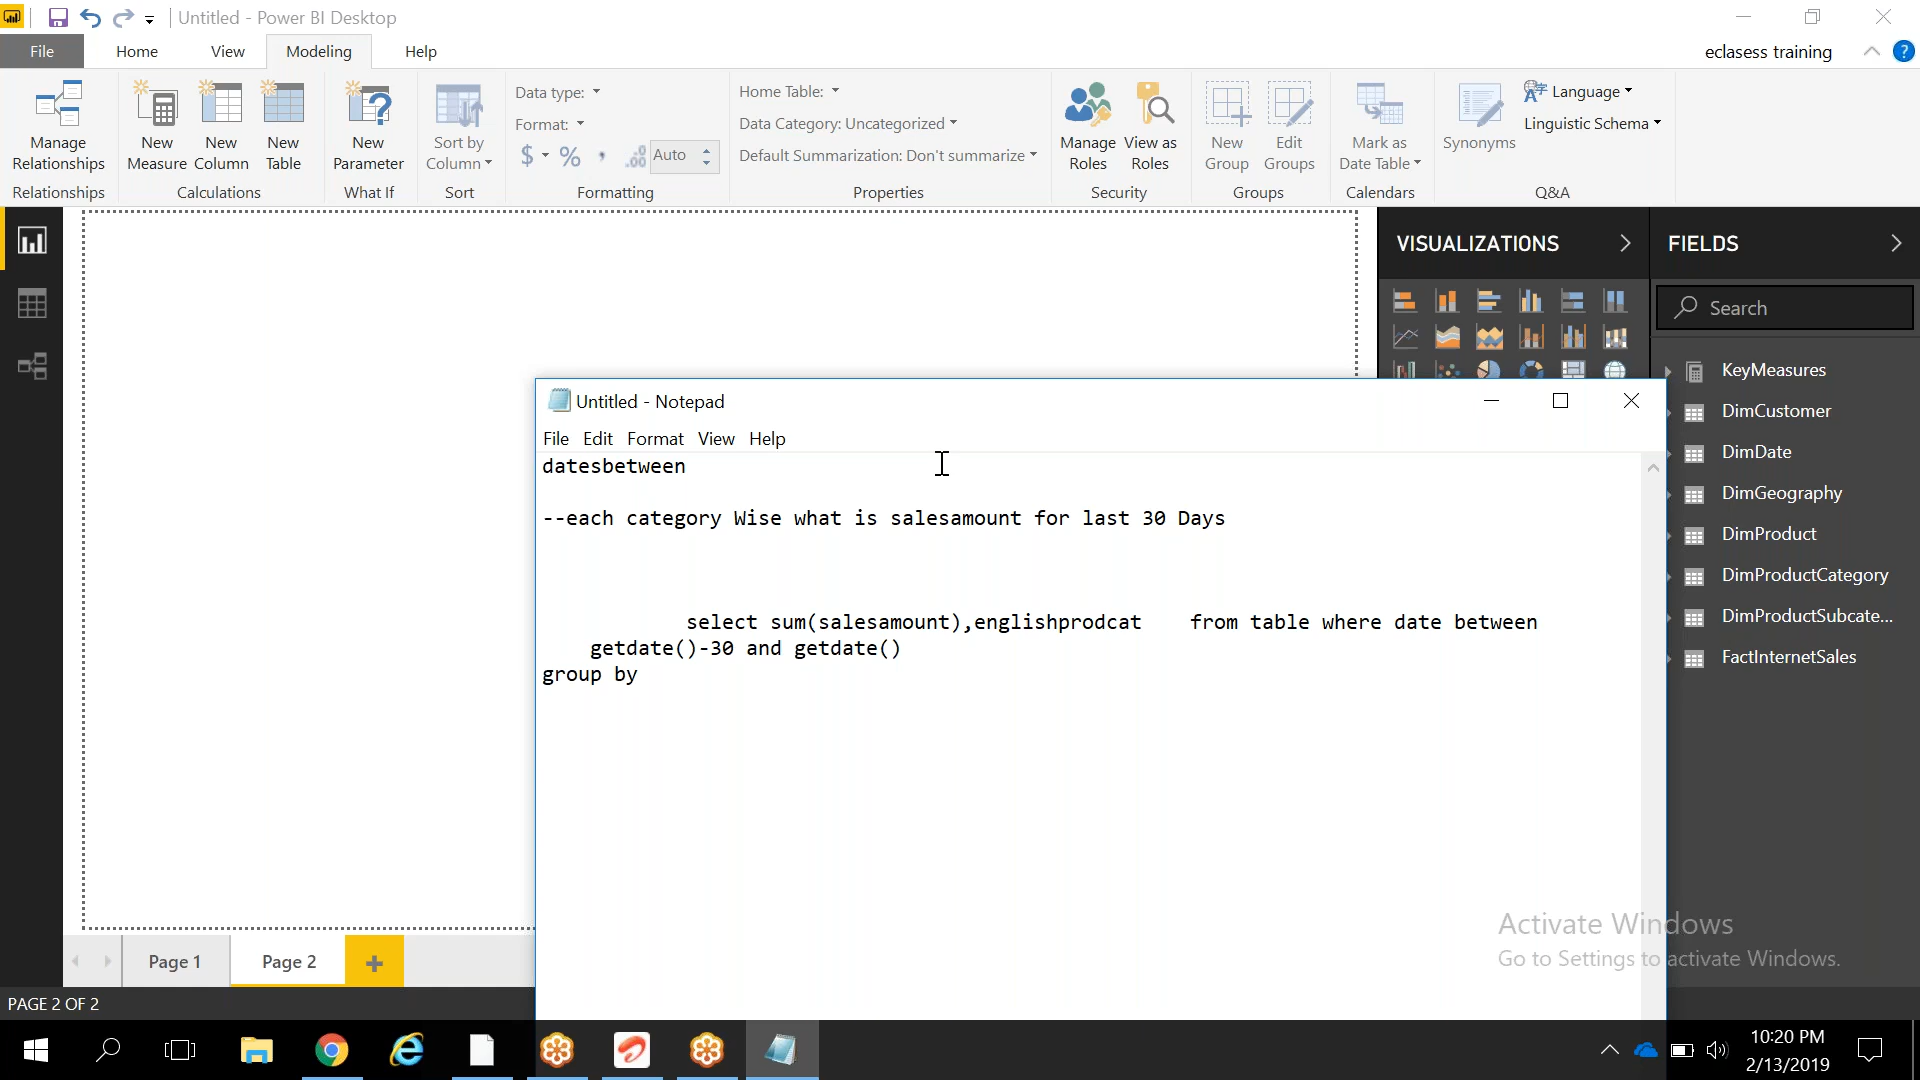 Untitled - Power BI Desktop
File Home View Modeling Help eclasess training ?
Manage Relationships
New Measure
New Column
New Table
New Parameter
Sort by Column
Data type:
Format:
$ % , .00 Auto
Home Table:
Data Category: Uncategorized
Default Summarization: Don't summarize
Manage Roles
View as Roles
New Group
Edit Groups
Mark as Date Table
Synonyms
Language
Linguistic Schema
Relationships Calculations What If Sort Formatting Properties Security Groups Calendars Q&A
VISUALIZATIONS
FIELDS
Search
KeyMeasures
DimCustomer
DimDate
DimGeography
DimProduct
DimProductCategory
DimProductSubcate...
FactInternetSales
Untitled - Notepad
File Edit Format View Help
datesbetween
--each category Wise what is salesamount for last 30 Days
select sum(salesamount),englishprodcat from table where date between
getdate()-30 and getdate()
group by
Activate Windows
Go to Settings to activate Windows.
Page 1 Page 2 +
PAGE 2 OF 2
10:20 PM
2/13/2019